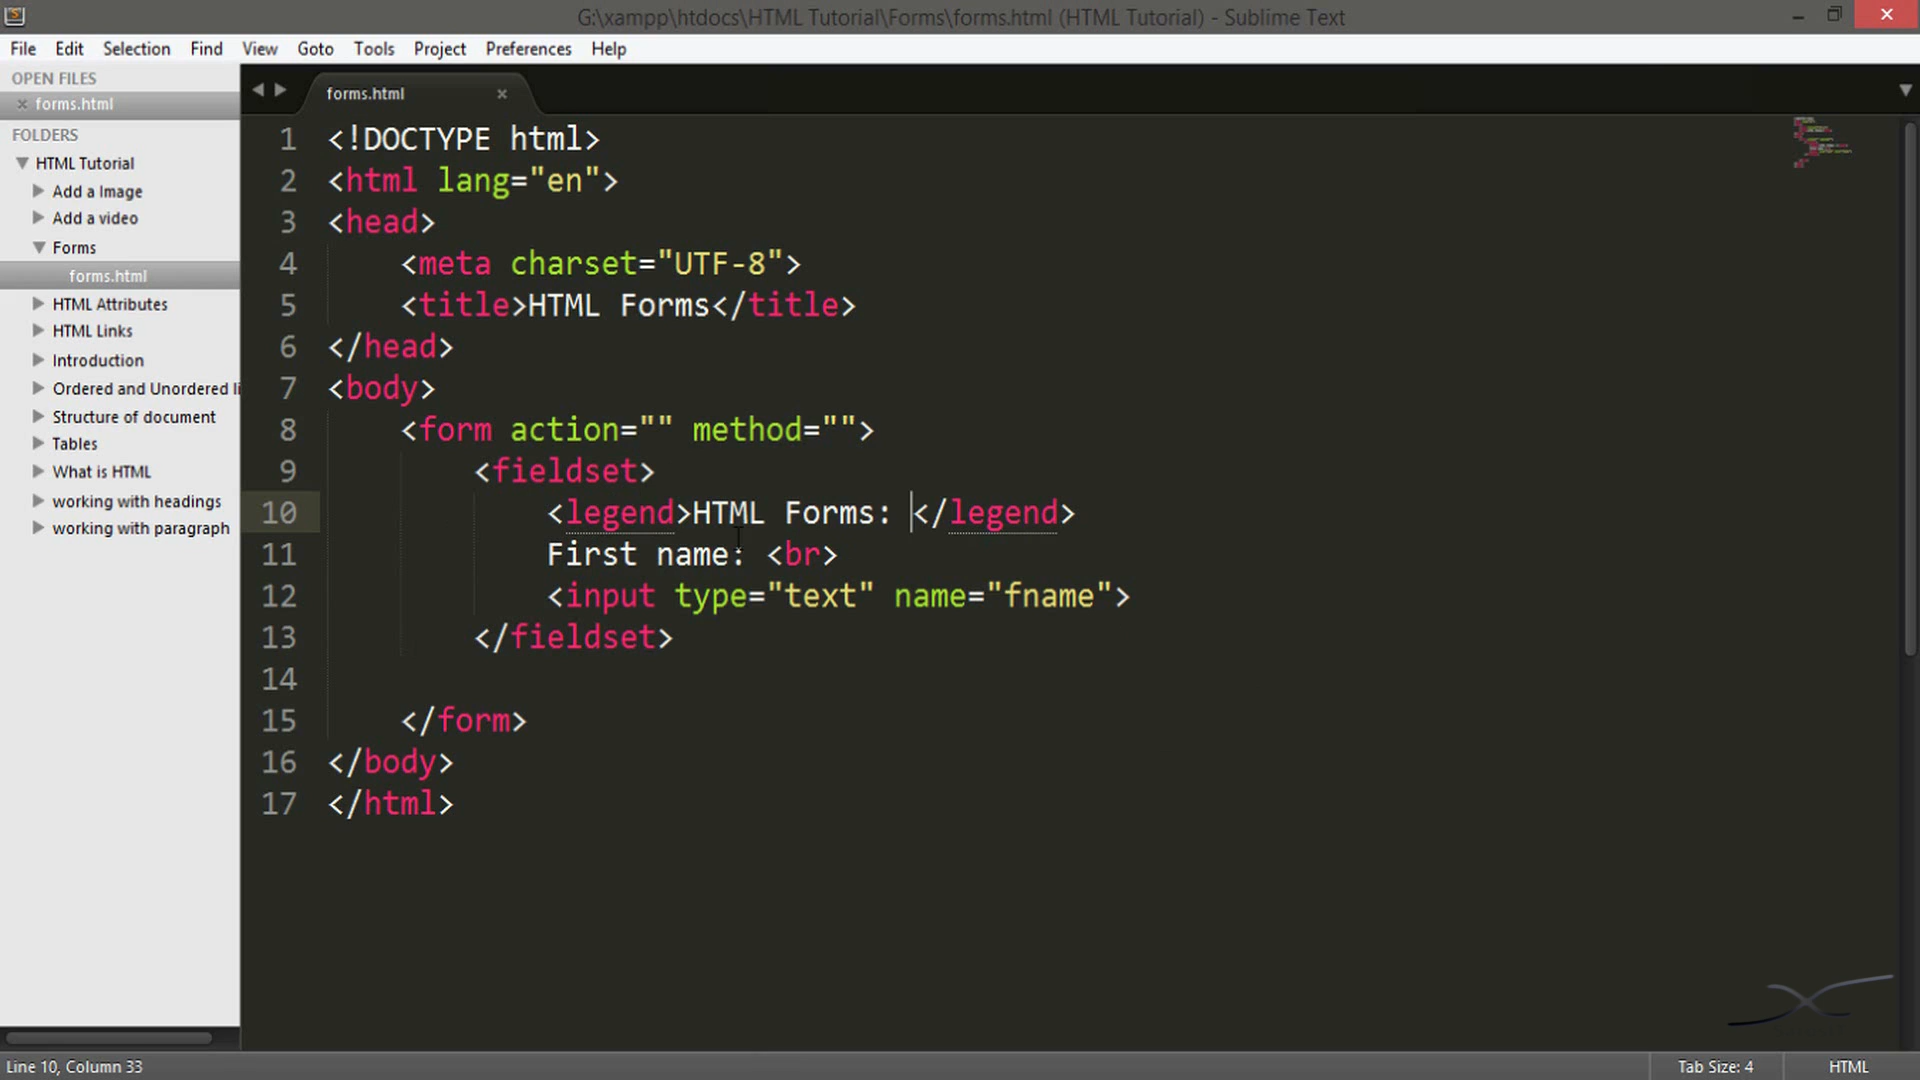 G:\xampp\htdocs\HTML Tutorial\Forms\forms.html (HTML Tutorial) - Sublime Text
File Edit Selection Find View Goto Tools Project Preferences Help
OPEN FILES
forms.html
FOLDERS
HTML Tutorial
Add a Image
Add a video
Forms
forms.html
HTML Attributes
HTML Links
Introduction
Ordered and Unordered li
Structure of document
Tables
What is HTML
working with headings
working with paragraph
forms.html
1 <!DOCTYPE html>
2 <html lang="en">
3 <head>
4 <meta charset="UTF-8">
5 <title>HTML Forms</title>
6 </head>
7 <body>
8 <form action="" method="">
9 <fieldset>
10 <legend>HTML Forms: </legend>
11 First name: <br>
12 <input type="text" name="fname">
13 </fieldset>
14
15 </form>
16 </body>
17 </html>
Line 10, Column 33
Tab Size: 4
HTML